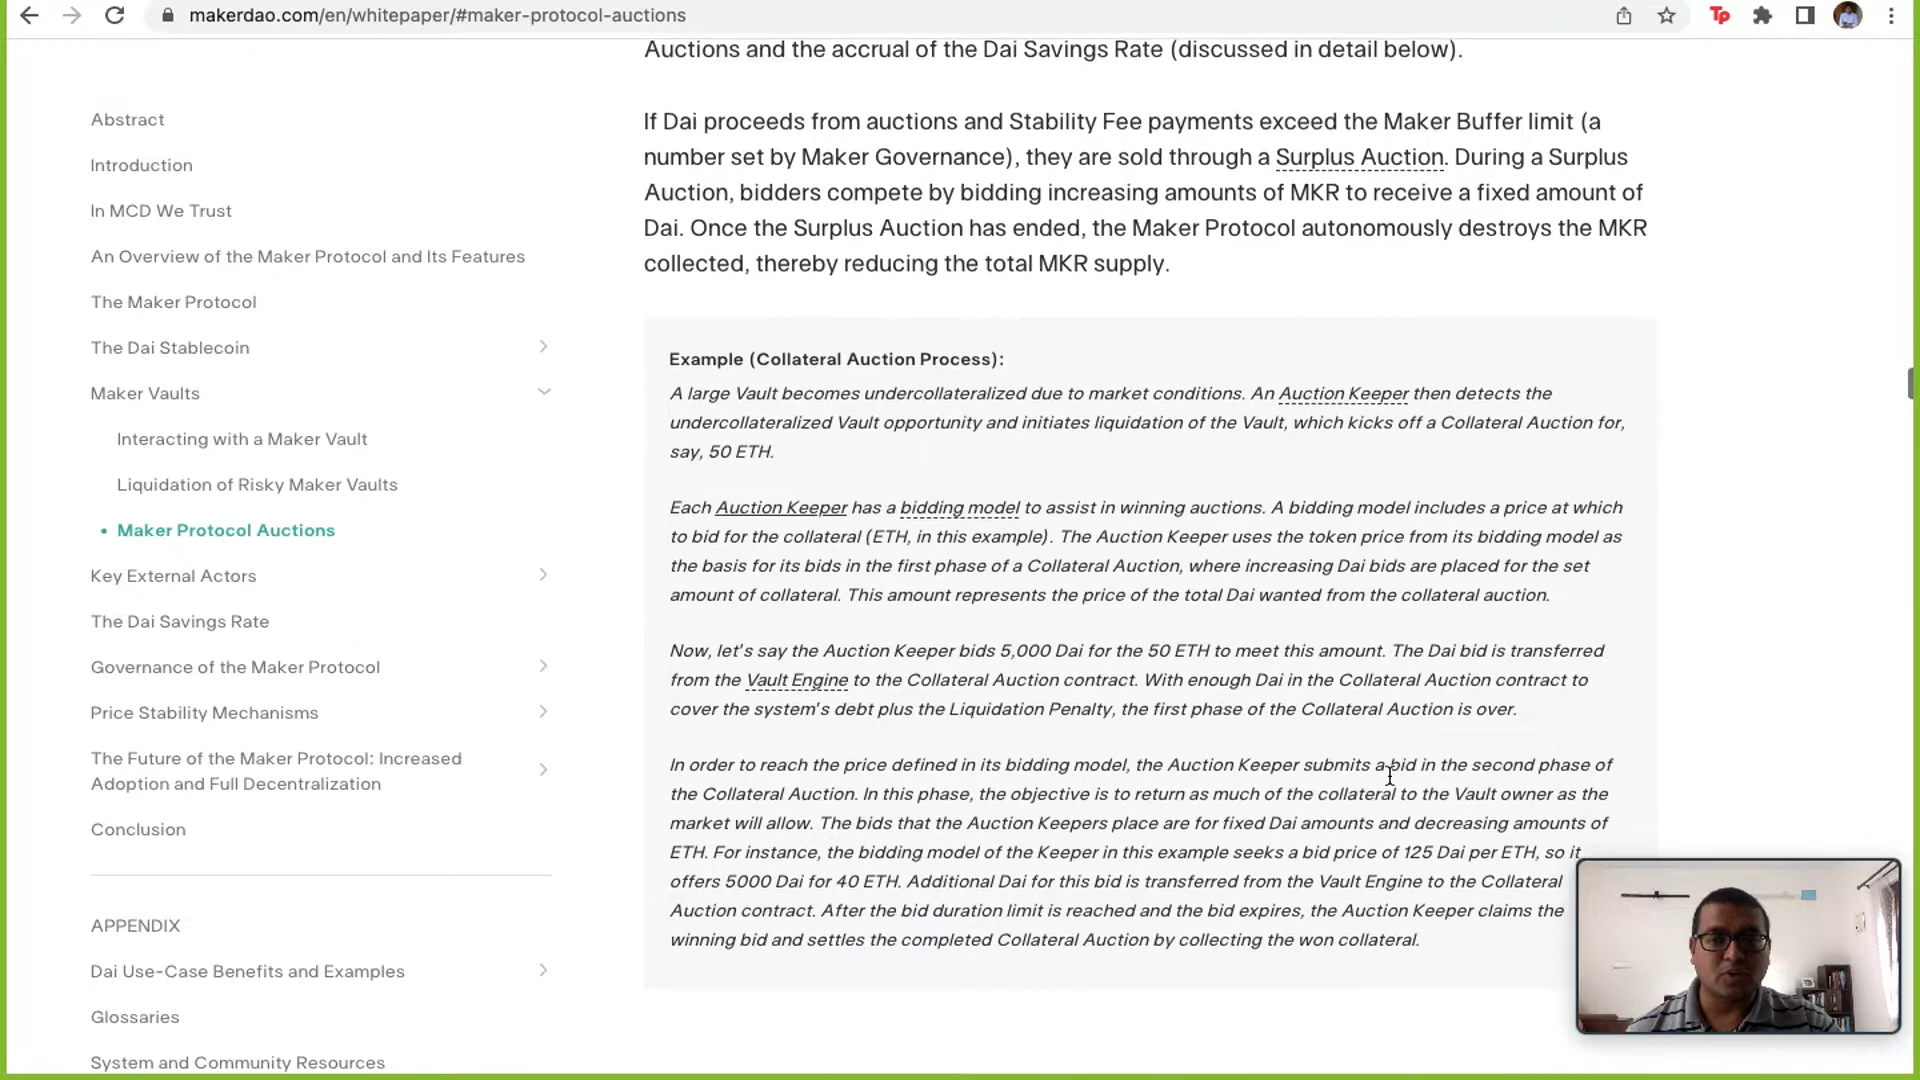 makerdao.com/en/whitepaper/#maker-protocol-auctions
Tp
Abstract
Introduction
In MCD We Trust
An Overview of the Maker Protocol and Its Features
The Maker Protocol
The Dai Stablecoin
Maker Vaults
Interacting with a Maker Vault
Liquidation of Risky Maker Vaults
• Maker Protocol Auctions
Key External Actors
The Dai Savings Rate
Governance of the Maker Protocol
Price Stability Mechanisms
The Future of the Maker Protocol: Increased
Adoption and Full Decentralization
Conclusion
APPENDIX
Dai Use-Case Benefits and Examples
Glossaries
System and Community Resources
Auctions and the accrual of the Dai Savings Rate (discussed in detail below).
If Dai proceeds from auctions and Stability Fee payments exceed the Maker Buffer limit (a
number set by Maker Governance), they are sold through a Surplus Auction. During a Surplus
Auction, bidders compete by bidding increasing amounts of MKR to receive a fixed amount of
Dai. Once the Surplus Auction has ended, the Maker Protocol autonomously destroys the MKR
collected, thereby reducing the total MKR supply.
Example (Collateral Auction Process):
A large Vault becomes undercollateralized due to market conditions. An Auction Keeper then detects the
undercollateralized Vault opportunity and initiates liquidation of the Vault, which kicks off a Collateral Auction for,
say, 50 ETH.
Each Auction Keeper has a bidding model to assist in winning auctions. A bidding model includes a price at which
to bid for the collateral (ETH, in this example). The Auction Keeper uses the token price from its bidding model as
the basis for its bids in the first phase of a Collateral Auction, where increasing Dai bids are placed for the set
amount of collateral. This amount represents the price of the total Dai wanted from the collateral auction.
Now, let's say the Auction Keeper bids 5,000 Dai for the 50 ETH to meet this amount. The Dai bid is transferred
from the Vault Engine to the Collateral Auction contract. With enough Dai in the Collateral Auction contract to
cover the system's debt plus the Liquidation Penalty, the first phase of the Collateral Auction is over.
In order to reach the price defined in its bidding model, the Auction Keeper submits a bid in the second phase of
the Collateral Auction. In this phase, the objective is to return as much of the collateral to the Vault owner as the
market will allow. The bids that the Auction Keepers place are for fixed Dai amounts and decreasing amounts of
ETH. For instance, the bidding model of the Keeper in this example seeks a bid price of 125 Dai per ETH, so it
offers 5000 Dai for 40 ETH. Additional Dai for this bid is transferred from the Vault Engine to the Collateral
Auction contract. After the bid duration limit is reached and the bid expires, the Auction Keeper claims the
winning bid and settles the completed Collateral Auction by collecting the won collateral.